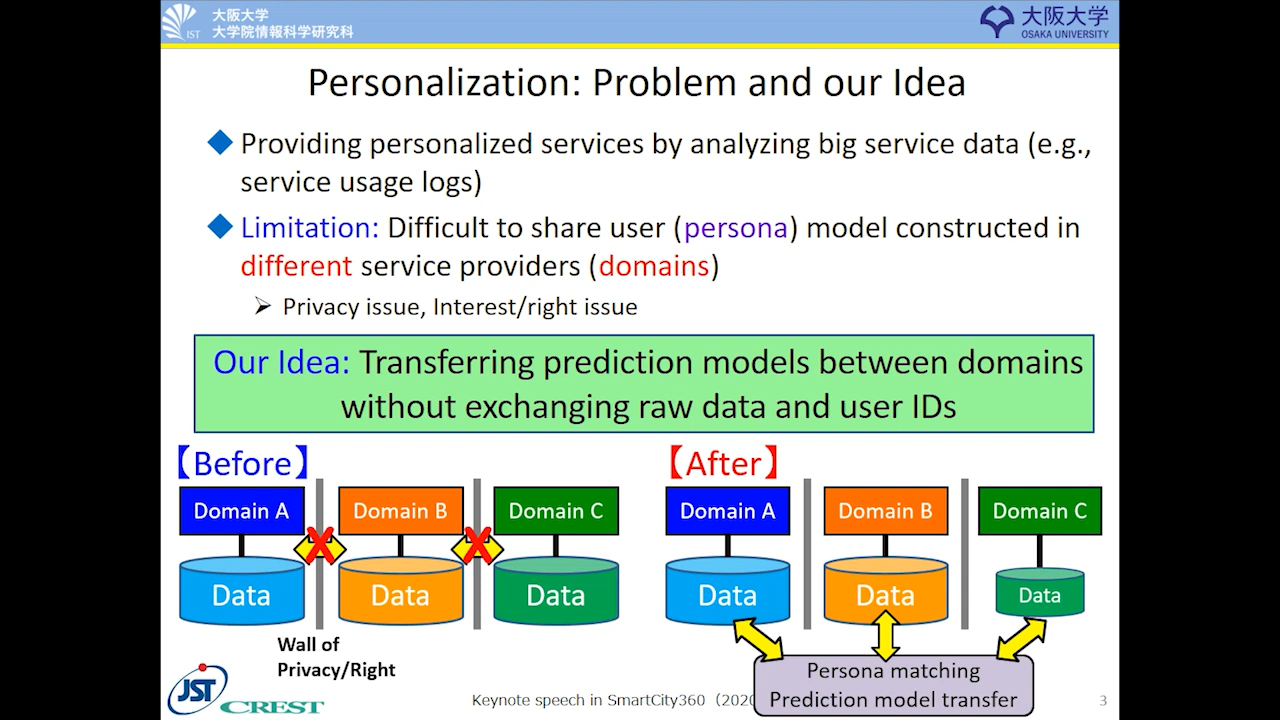 IST
大阪大学
大学院情報科学研究科
大阪大学
OSAKA UNIVERSITY
Personalization: Problem and our Idea
Providing personalized services by analyzing big service data (e.g.,
service usage logs)
Limitation: Difficult to share user (persona) model constructed in
different service providers (domains)
Privacy issue, Interest/right issue
Our Idea: Transferring prediction models between domains
without exchanging raw data and user IDs
【Before】
Domain A
Domain B
Domain C
Data
Data
Data
Wall of
Privacy/Right
【After】
Domain A
Domain B
Domain C
Data
Data
Data
Persona matching
Prediction model transfer
JST
CREST
Keynote speech in SmartCity360（2020
3